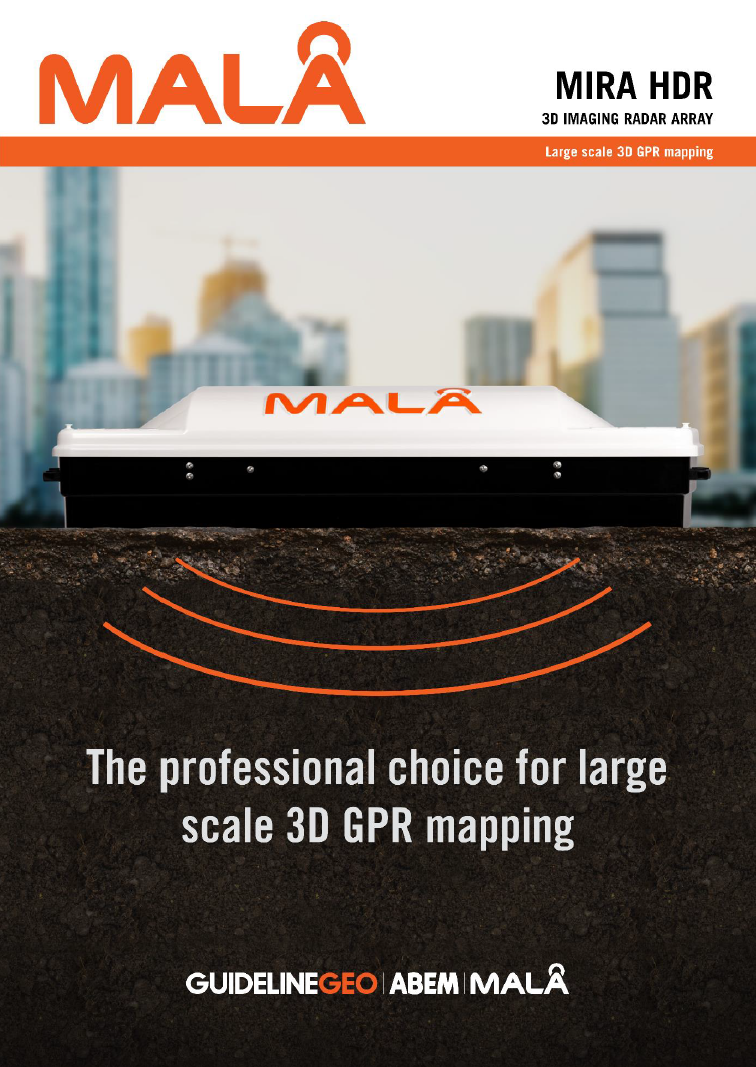 MALÅ
MIRA HDR
3D IMAGING RADAR ARRAY
Large scale 3D GPR mapping
MALÅ
The professional choice for large
scale 3D GPR mapping
GUIDELINEGEO | ABEM | MALÅ